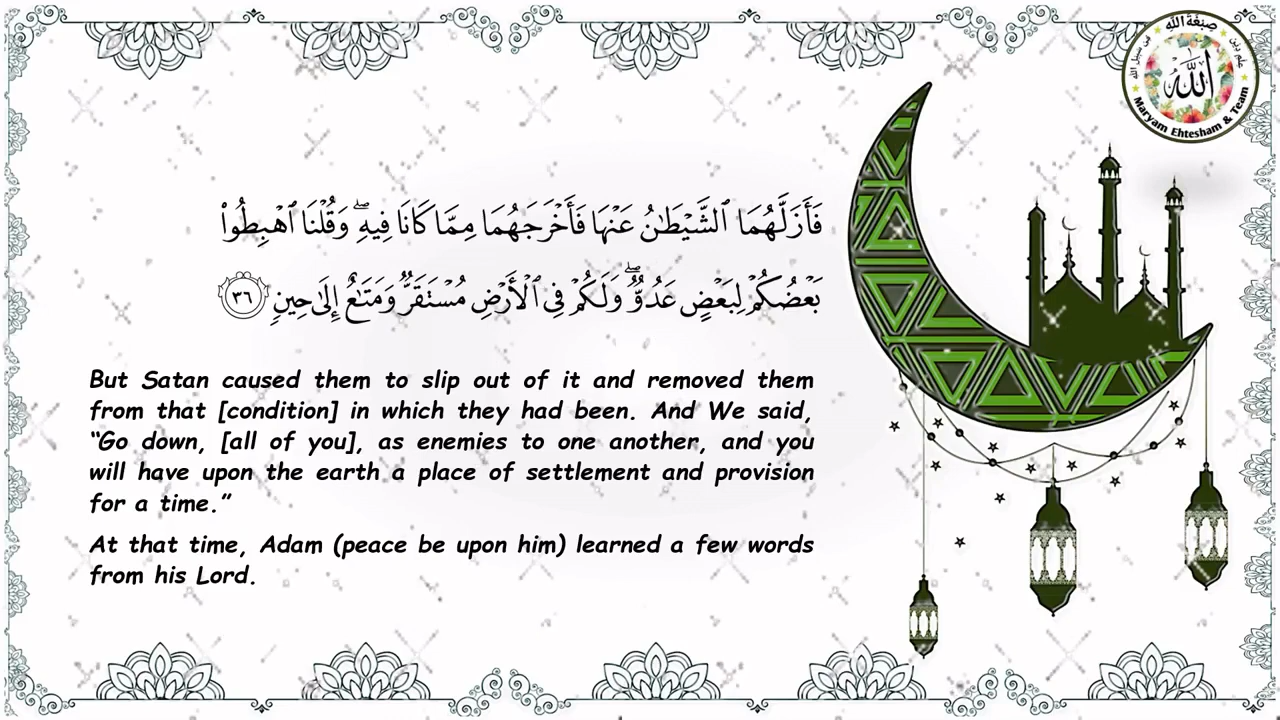 صِبْغَةَ اللّٰهِ
اللّٰه
Maryam Ehtesham & Team
فَأَزَلَّهُمَا ٱلشَّيْطَـٰنُ عَنْهَا فَأَخْرَجَهُمَا مِمَّا كَانَا فِيهِ ۖ وَقُلْنَا ٱهْبِطُوا۟
بَعْضُكُمْ لِبَعْضٍ عَدُوٌّ ۖ وَلَكُمْ فِى ٱلْأَرْضِ مُسْتَقَرٌّ وَمَتَـٰعٌ إِلَىٰ حِينٍ ٣٦
But Satan caused them to slip out of it and removed them
from that [condition] in which they had been. And We said,
“Go down, [all of you], as enemies to one another, and you
will have upon the earth a place of settlement and provision
for a time.”
At that time, Adam (peace be upon him) learned a few words
from his Lord.